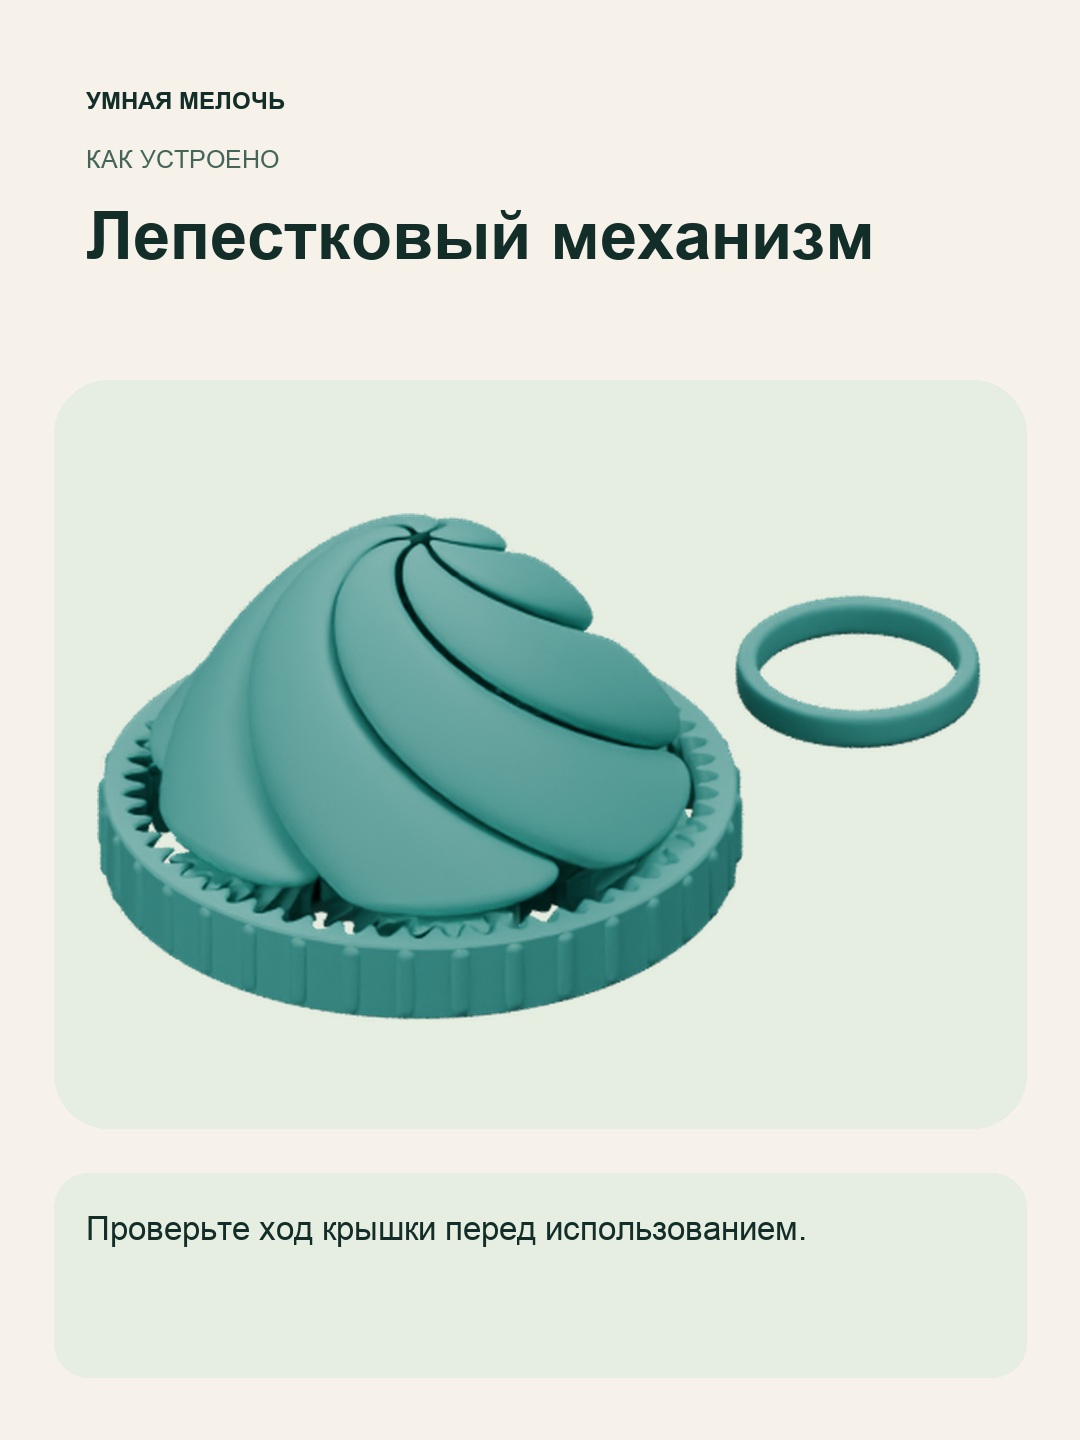 УМНАЯ МЕЛОЧЬ
КАК УСТРОЕНО
Лепестковый механизм
Проверьте ход крышки перед использованием.